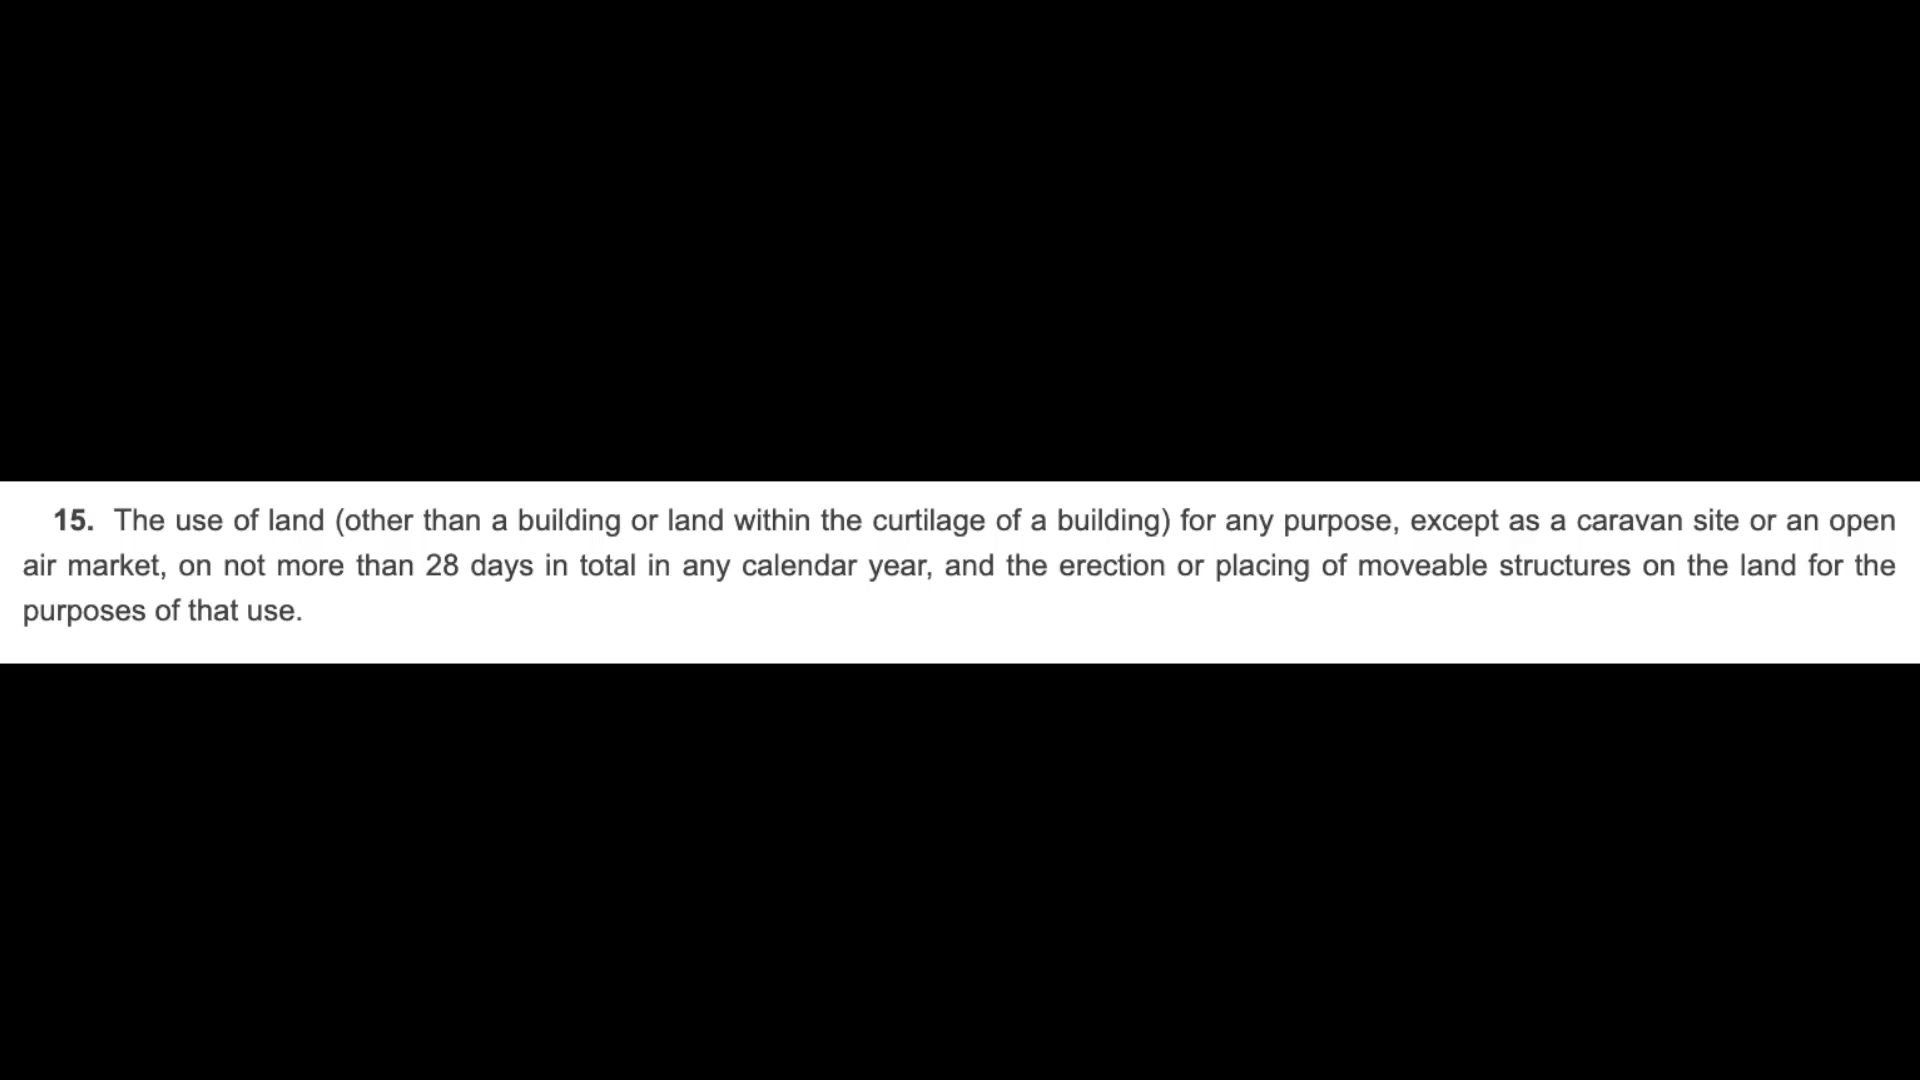 15. The use of land (other than a building or land within the curtilage of a building) for any purpose, except as a caravan site or an open
air market, on not more than 28 days in total in any calendar year, and the erection or placing of moveable structures on the land for the
purposes of that use.